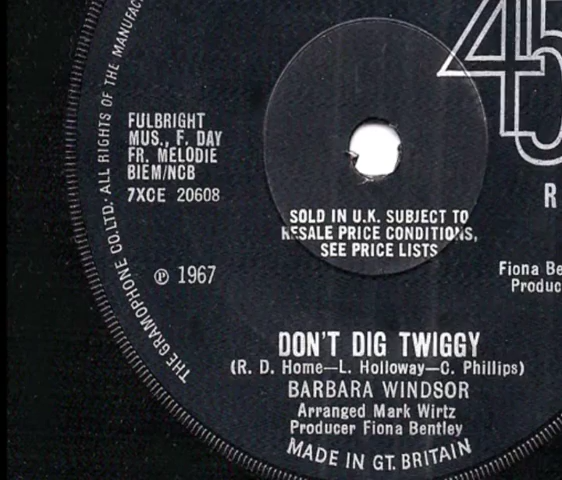 THE GRAMOPHONE CO.LTD. ALL RIGHTS OF THE
45
R
FULBRIGHT
MUS., F. DAY
FR. MELODIE
BIEM/NCB
7XCE 20608
SOLD IN U.K. SUBJECT TO
RESALE PRICE CONDITIONS,
SEE PRICE LISTS
℗ 1967
Fiona Be
Produc
DON'T DIG TWIGGY
(R. D. Home—L. Holloway—C. Phillips)
BARBARA WINDSOR
Arranged Mark Wirtz
Producer Fiona Bentley
MADE IN GT. BRITAIN